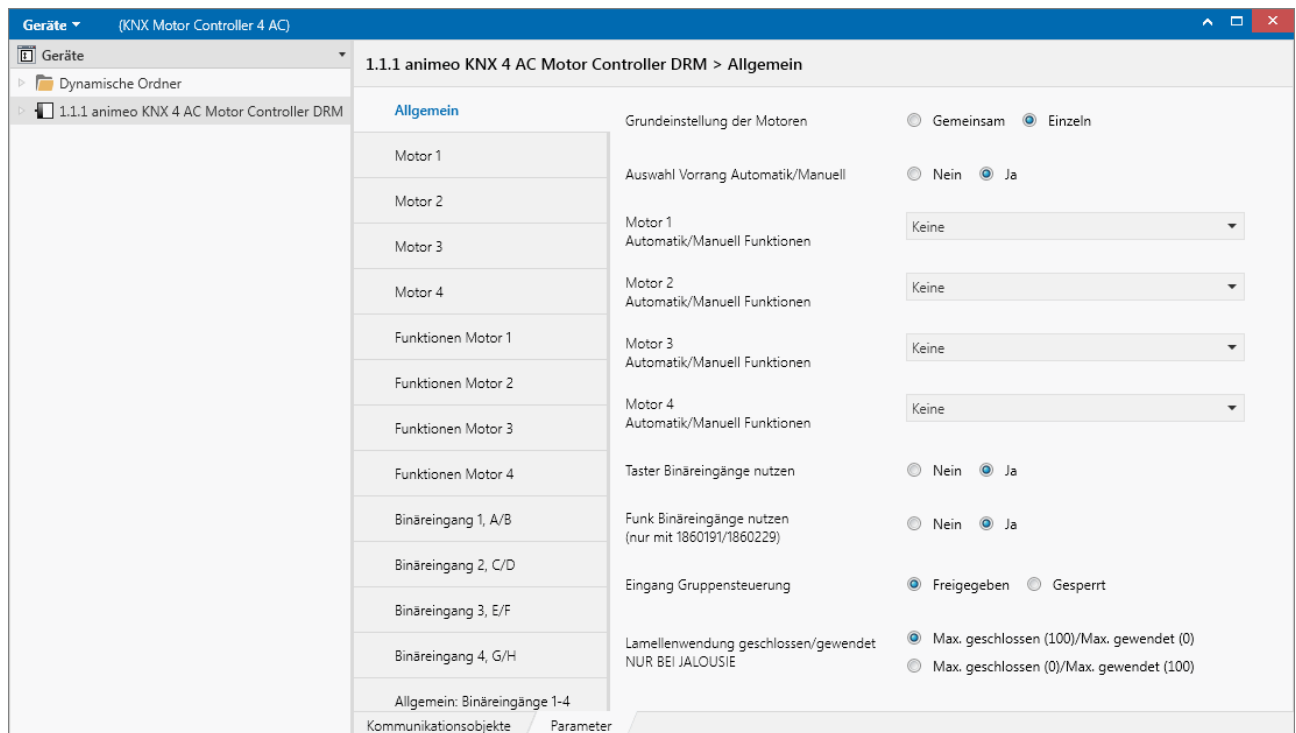 Geräte (KNX Motor Controller 4 AC)
Geräte
Dynamische Ordner
1.1.1 animeo KNX 4 AC Motor Controller DRM
1.1.1 animeo KNX 4 AC Motor Controller DRM > Allgemein
Allgemein
Motor 1
Motor 2
Motor 3
Motor 4
Funktionen Motor 1
Funktionen Motor 2
Funktionen Motor 3
Funktionen Motor 4
Binäreingang 1, A/B
Binäreingang 2, C/D
Binäreingang 3, E/F
Binäreingang 4, G/H
Allgemein: Binäreingänge 1-4
Grundeinstellung der Motoren Gemeinsam Einzeln
Auswahl Vorrang Automatik/Manuell Nein Ja
Motor 1
Automatik/Manuell Funktionen
Keine
Motor 2
Automatik/Manuell Funktionen
Keine
Motor 3
Automatik/Manuell Funktionen
Keine
Motor 4
Automatik/Manuell Funktionen
Keine
Taster Binäreingänge nutzen Nein Ja
Funk Binäreingänge nutzen
(nur mit 1860191/1860229)
Nein Ja
Eingang Gruppensteuerung Freigegeben Gesperrt
Lamellenwendung geschlossen/gewendet
NUR BEI JALOUSIE
Max. geschlossen (100)/Max. gewendet (0)
Max. geschlossen (0)/Max. gewendet (100)
Kommunikationsobjekte Parameter